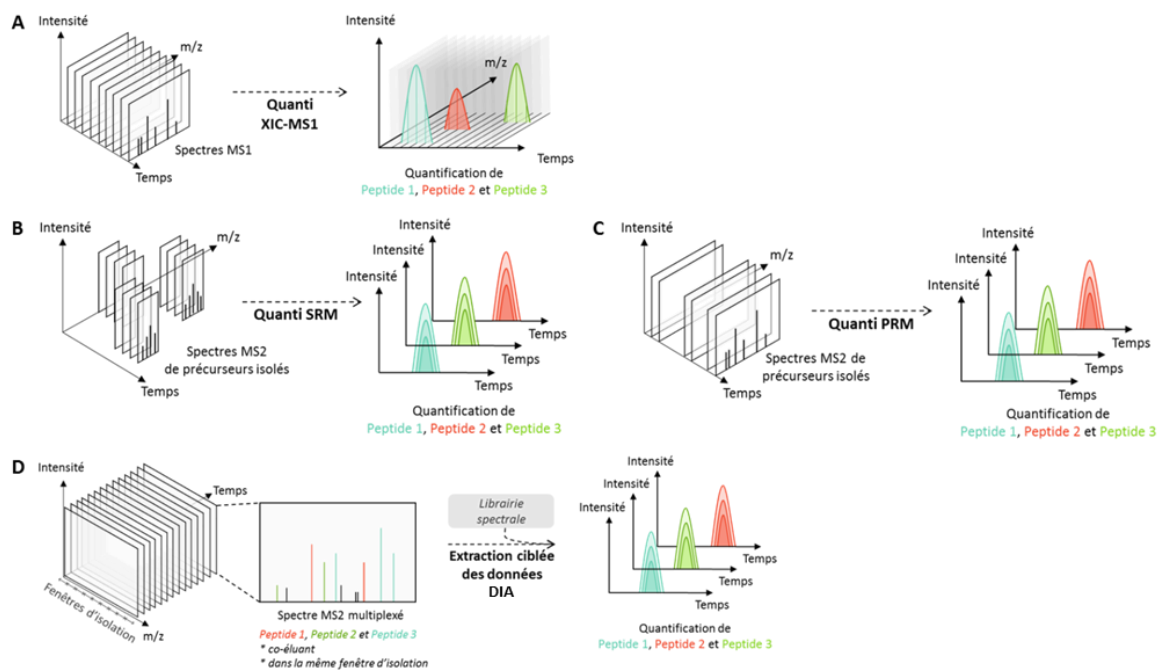 A
Intensité
m/z
Spectres MS1
Temps
Quanti
XIC-MS1
Intensité
m/z
Temps
Quantification de
Peptide 1, Peptide 2 et Peptide 3
B
Intensité
m/z
Spectres MS2
de précurseurs isolés
Temps
Quanti SRM
Intensité
Intensité
Intensité
Temps
Temps
Temps
Quantification de
Peptide 1, Peptide 2 et Peptide 3
C
Intensité
m/z
Spectres MS2 de
précurseurs isolés
Temps
Quanti PRM
Intensité
Intensité
Intensité
Temps
Temps
Temps
Quantification de
Peptide 1, Peptide 2 et Peptide 3
D
Intensité
Temps
Fenêtres d'isolation
m/z
Spectre MS2 multiplexé
Peptide 1, Peptide 2 et Peptide 3
* co-éluant
* dans la même fenêtre d'isolation
Librairie
spectrale
Extraction ciblée
des données
DIA
Intensité
Intensité
Intensité
Temps
Temps
Temps
Quantification de
Peptide 1, Peptide 2 et Peptide 3